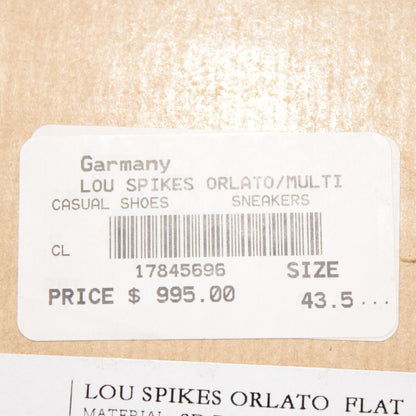 Garmany
LOU SPIKES ORLATO/MULTI
CASUAL SHOES SNEAKERS
CL
17845696 SIZE
PRICE $ 995.00 43.5...
LOU SPIKES ORLATO FLAT
MATERIAL